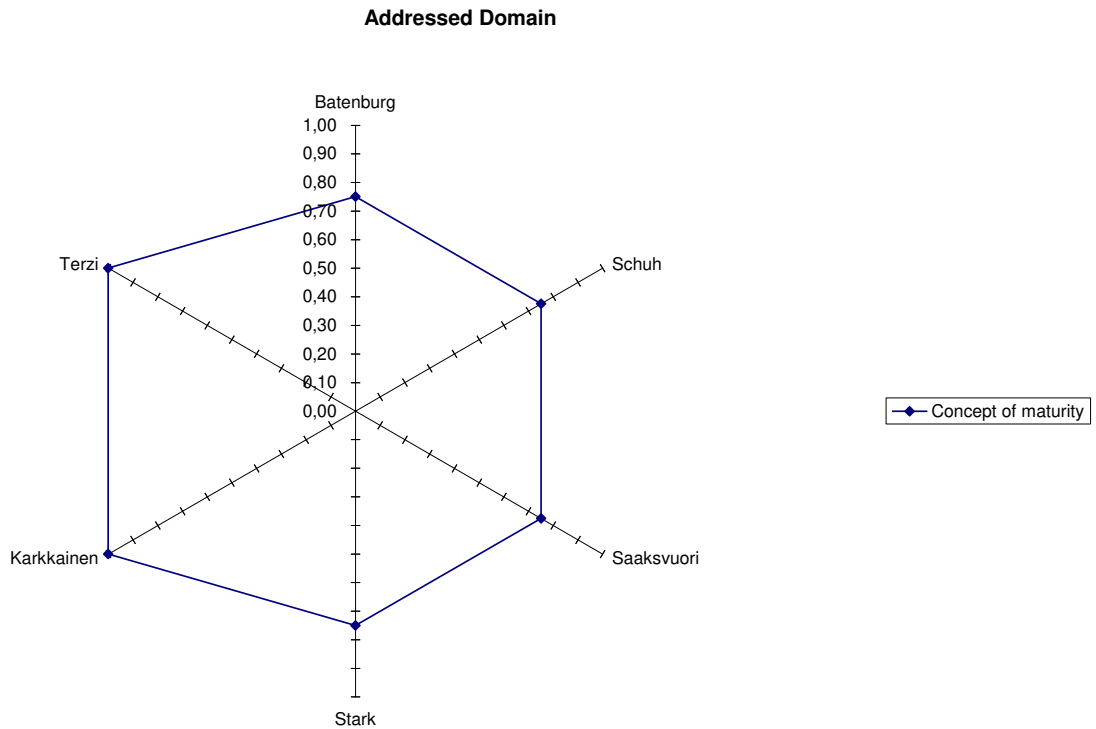 Addressed Domain
Batenburg
1,00
0,90
0,80
0,70
0,60
0,50
0,40
0,30
0,20
0,10
0,00
Terzi
Schuh
Concept of maturity
Karkkainen
Saaksvuori
Stark